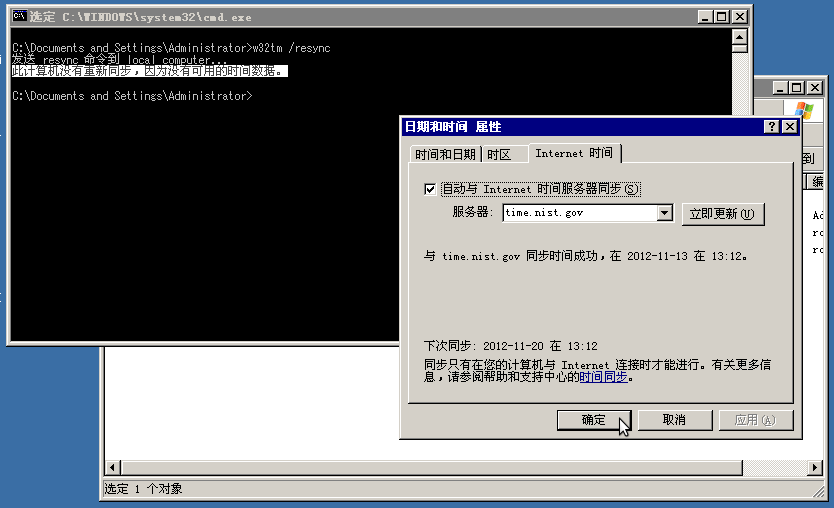 选定 C:\WINDOWS\system32\cmd.exe
C:\Documents and Settings\Administrator>w32tm /resync
发送 resync 命令到 local computer...
此计算机没有重新同步，因为没有可用的时间数据。
C:\Documents and Settings\Administrator>
日期和时间 属性
时间和日期 时区 Internet 时间
自动与 Internet 时间服务器同步(S)
服务器: time.nist.gov 立即更新(U)
与 time.nist.gov 同步时间成功，在 2012-11-13 在 13:12。
下次同步: 2012-11-20 在 13:12
同步只有在您的计算机与 Internet 连接时才能进行。有关更多信
息，请参阅帮助和支持中心的时间同步。
确定 取消 应用(A)
到
编
选定 1 个对象